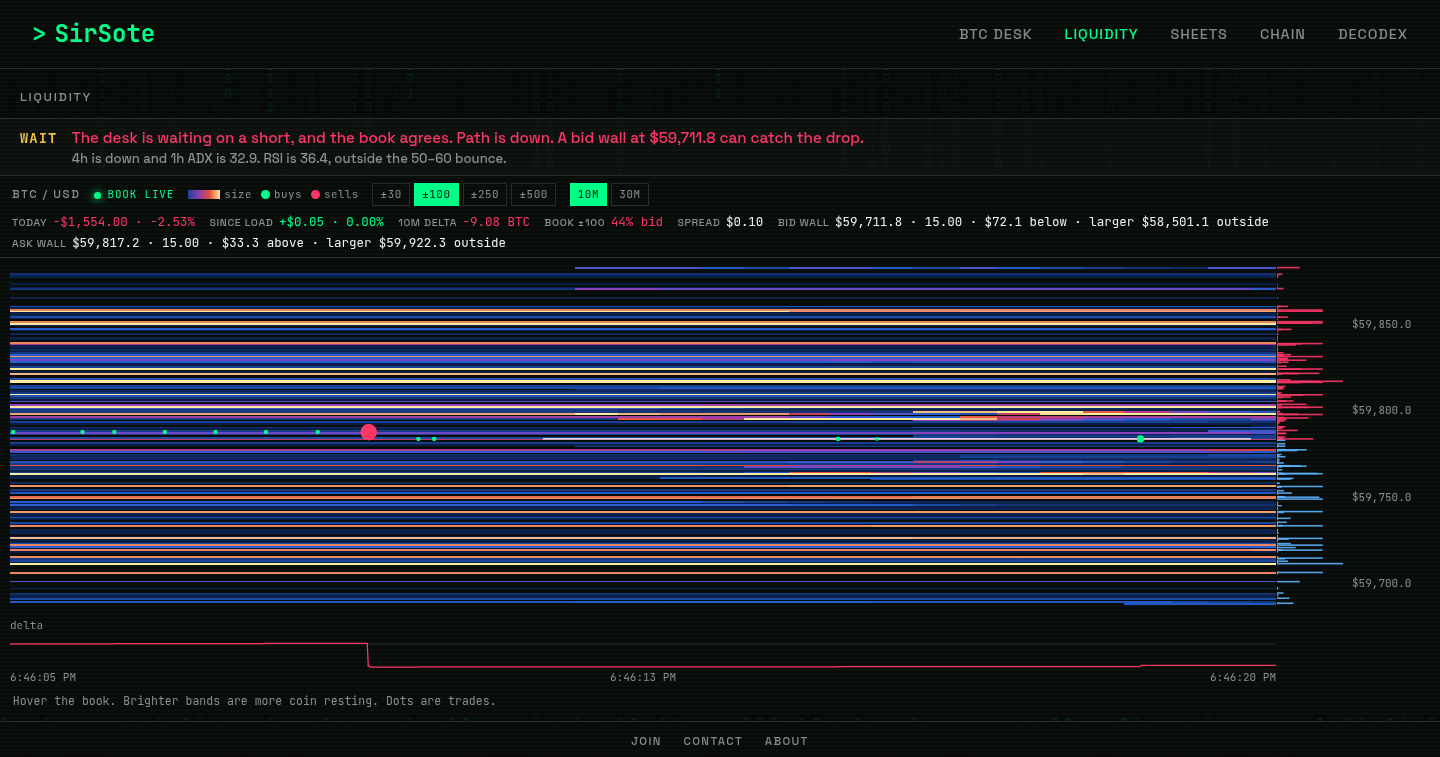 > SirSote
BTC DESK LIQUIDITY SHEETS CHAIN DECODEX
LIQUIDITY
WAIT The desk is waiting on a short, and the book agrees. Path is down. A bid wall at $59,711.8 can catch the drop.
4h is down and 1h ADX is 32.9. RSI is 36.4, outside the 50–60 bounce.
BTC / USD BOOK LIVE size buys sells ±30 ±100 ±250 ±500 10M 30M
TODAY -$1,554.00 · -2.53% SINCE LOAD +$0.05 · 0.00% 10M DELTA -9.08 BTC BOOK ±100 44% bid SPREAD $0.10 BID WALL $59,711.8 · 15.00 · $72.1 below · larger $58,501.1 outside
ASK WALL $59,817.2 · 15.00 · $33.3 above · larger $59,922.3 outside
$59,850.0
$59,800.0
$59,750.0
$59,700.0
delta
6:46:05 PM 6:46:13 PM 6:46:20 PM
Hover the book. Brighter bands are more coin resting. Dots are trades.
JOIN CONTACT ABOUT